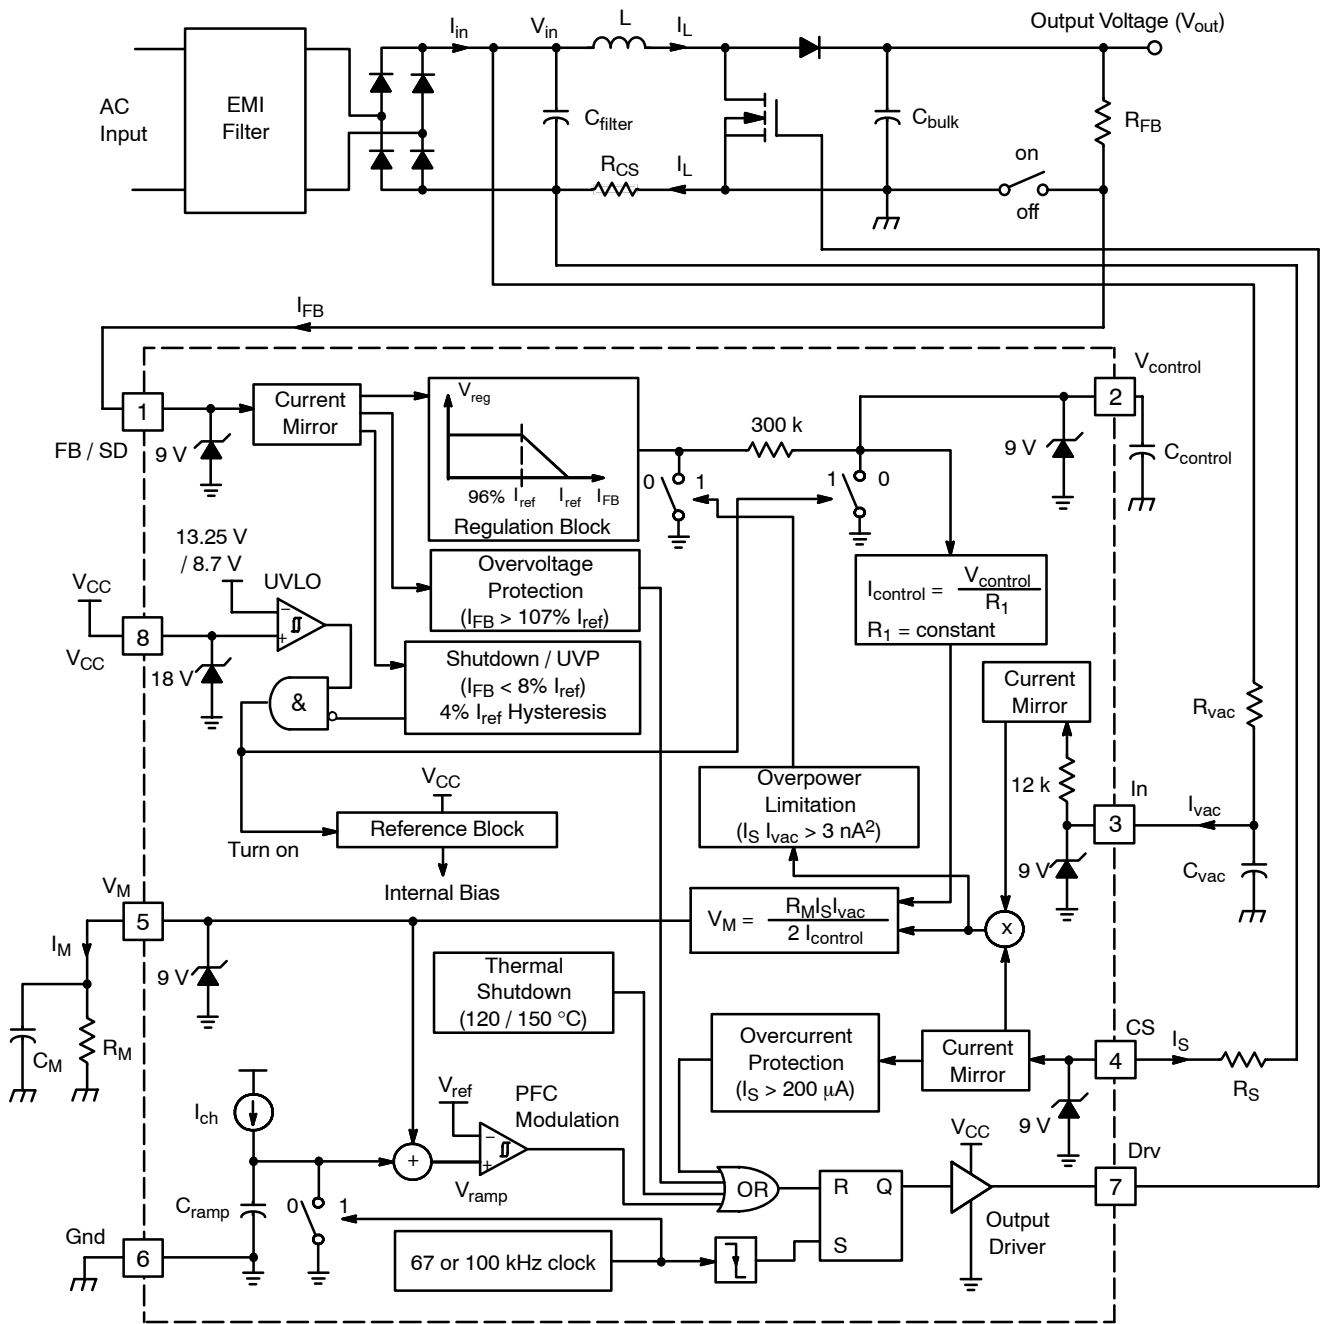 Output Voltage (Vout)
Iin
Vin
L
IL
AC
Input
EMI
Filter
Cfilter
Cbulk
RFB
RCS
IL
on
off
IFB
Vcontrol
1
FB / SD
9 V
Current
Mirror
Vreg
96% Iref
Iref
IFB
Regulation Block
300 k
0
1
1
0
9 V
2
Ccontrol
13.25 V
/ 8.7 V
UVLO
VCC
8
VCC
18 V
−
+
&
Overvoltage
Protection
(IFB > 107% Iref)
Shutdown / UVP
(IFB < 8% Iref)
4% Iref Hysteresis
Icontrol = Vcontrol
R1
R1 = constant
Current
Mirror
Rvac
12 k
In
3
Ivac
9 V
Cvac
Overpower
Limitation
(IS Ivac > 3 nA2)
VCC
Reference Block
Turn on
Internal Bias
VM
5
IM
9 V
CM
RM
VM = RMISIvac
2 Icontrol
x
Thermal
Shutdown
(120 / 150 °C)
Overcurrent
Protection
(IS > 200 μA)
Current
Mirror
CS
4
IS
RS
9 V
Ich
Vref
PFC
Modulation
−
+
+
Vramp
Cramp
0
1
Gnd
6
67 or 100 kHz clock
OR
R
Q
S
VCC
Output
Driver
Drv
7